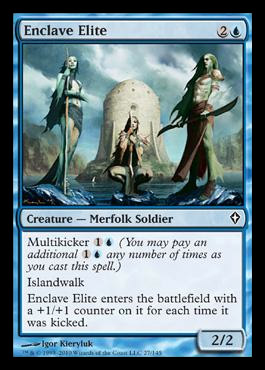 Enclave Elite 2
Creature — Merfolk Soldier
Multikicker 1 (You may pay an
additional 1 any number of times as
you cast this spell.)
Islandwalk
Enclave Elite enters the battlefield with
a +1/+1 counter on it for each time it
was kicked.
2/2
Igor Kieryluk
™ & © 1993–2010 Wizards of the Coast LLC 27/145